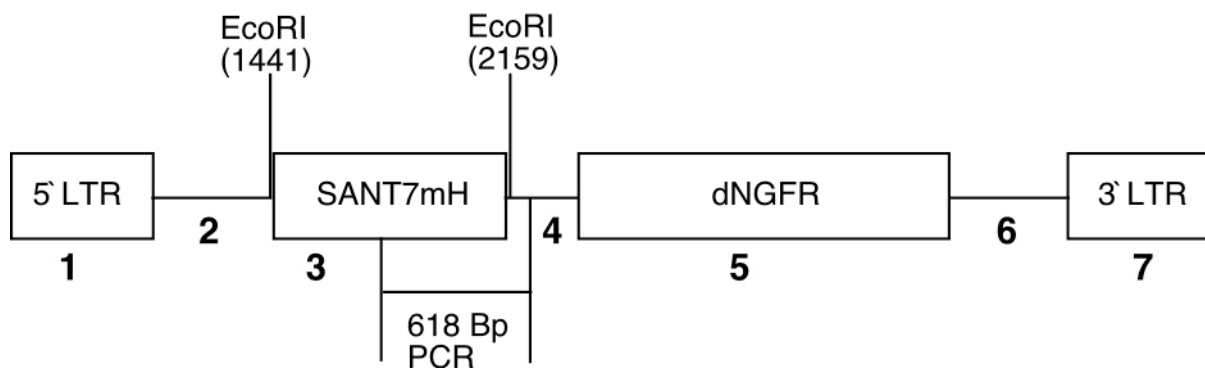 EcoRI
(1441)
EcoRI
(2159)
5` LTR
SANT7mH
dNGFR
3` LTR
1
2
3
4
5
6
7
618 Bp
PCR